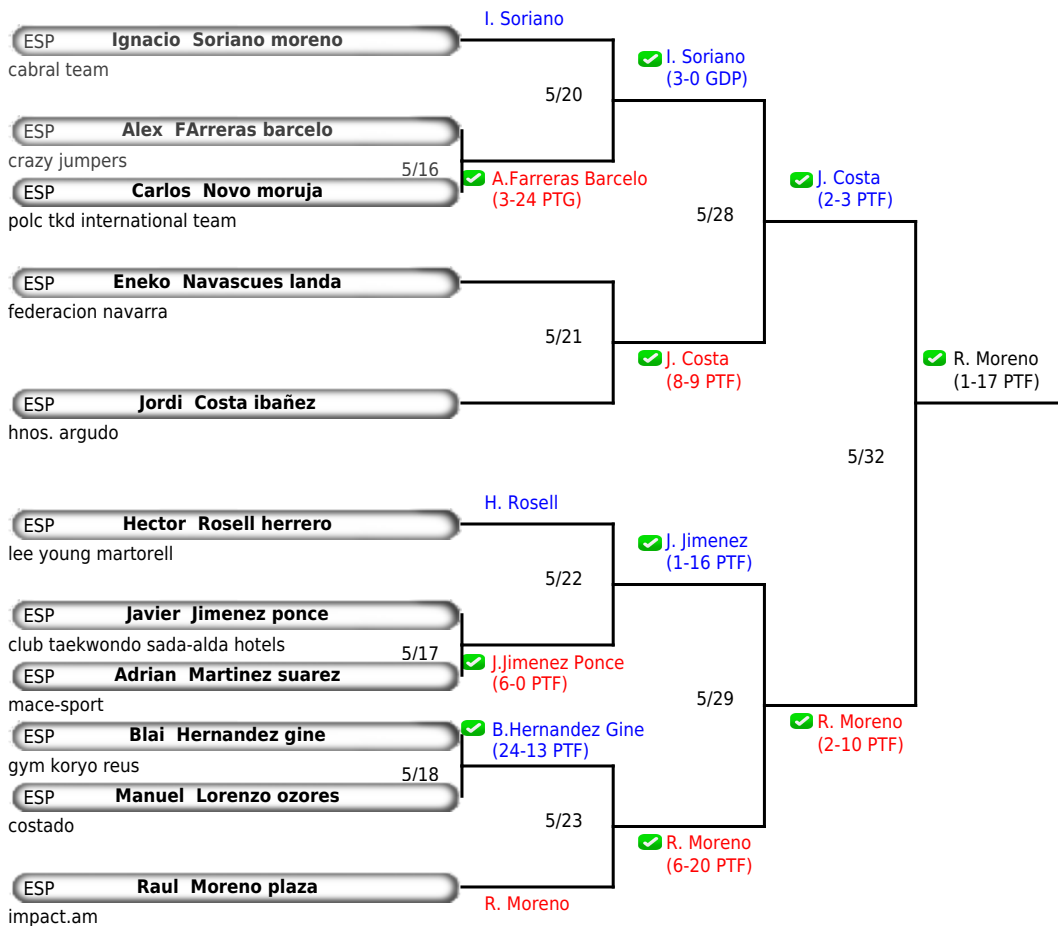 I. Soriano
ESP Ignacio Soriano moreno
cabral team
I. Soriano
(3-0 GDP)
5/20
ESP Alex FArreras barcelo
crazy jumpers
5/16
A.Farreras Barcelo
(3-24 PTG)
ESP Carlos Novo moruja
polc tkd international team
J. Costa
(2-3 PTF)
5/28
ESP Eneko Navascues landa
federacion navarra
5/21
J. Costa
(8-9 PTF)
ESP Jordi Costa ibañez
hnos. argudo
R. Moreno
(1-17 PTF)
5/32
H. Rosell
ESP Hector Rosell herrero
lee young martorell
J. Jimenez
(1-16 PTF)
5/22
ESP Javier Jimenez ponce
club taekwondo sada-alda hotels
5/17
J.Jimenez Ponce
(6-0 PTF)
ESP Adrian Martinez suarez
mace-sport
5/29
R. Moreno
(2-10 PTF)
B.Hernandez Gine
(24-13 PTF)
ESP Blai Hernandez gine
gym koryo reus
5/18
ESP Manuel Lorenzo ozores
costado
5/23
R. Moreno
(6-20 PTF)
ESP Raul Moreno plaza
R. Moreno
impact.am